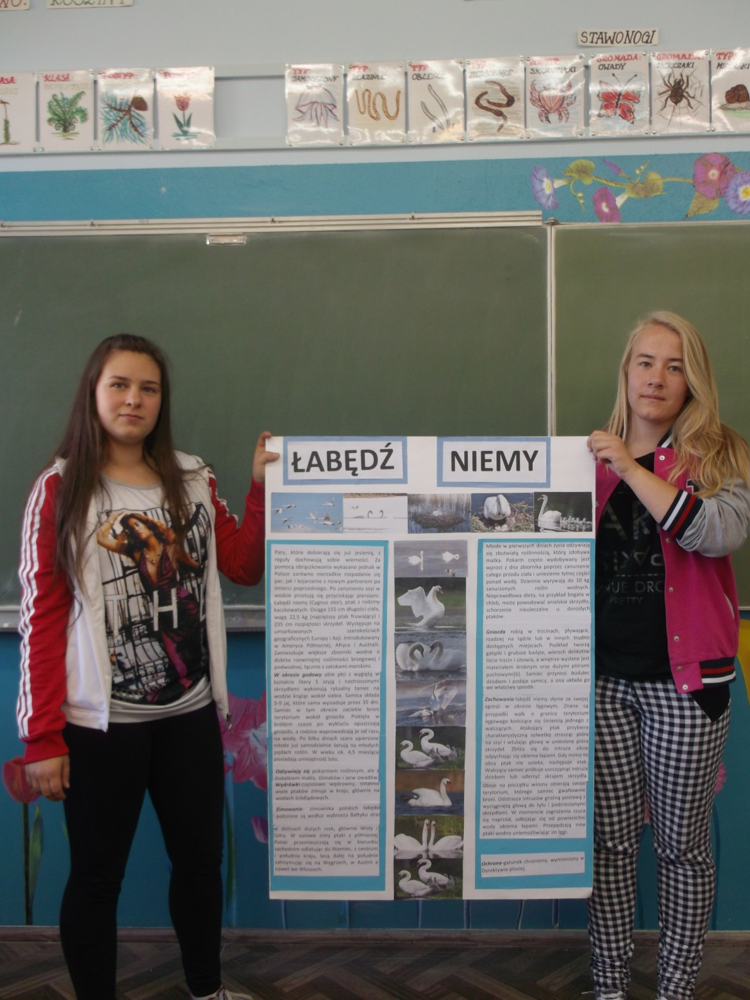 ROŚLINY
STAWONOGI
KLASA:
TYP:
TYP:
PŁAZIŃCE
TYP:
OBLEŃCE
TYP:
PIERŚCIENICE
SKORUPIAKI
GROMADA:
OWADY
GROMADA:
TYP:
ŁABĘDŹ NIEMY
Pary, które dobierają się już jesienią, z
reguły dochowują sobie wierności. Za
pomocą obrączkowania wykazano jednak w
Polsce zarówno nierzadkie rozpadanie się
par, jak i kojarzenie z nowym partnerem po
śmierci poprzedniego. Po zanurzeniu szyi w
wodzie prostują się przyciskając piersiami.
Łabędź niemy (Cygnus olor), ptak z rodziny
kaczkowatych. Osiąga 155 cm długości ciała,
wagę 22,5 kg (najcięższy ptak fruwający) i
235 cm rozpiętości skrzydeł. Występuje na
umiarkowanych szerokościach
geograficznych Europy i Azji. Introdukowany
w Ameryce Północnej, Afryce i Australii.
Zamieszkuje większe zbiorniki wodne o
dobrze rozwiniętej roślinności brzegowej i
podwodnej, łącznie z zatokami morskimi.
W okresie godowy obie płci z wygiętą w
kształcie litery S szyją i nastroszonymi
skrzydłami wykonują rytualny taniec na
wodzie krążąc wokół siebie. Samica składa
5-9 jaj, które sama wysiaduje przez 35 dni.
Samiec w tym okresie zaciekle broni
terytorium wokół gniazda. Pisklęta w
krótkim czasie po wykluciu opuszczają
gniazdo, a rodzice wyprowadzają je od razu
na wodę. Po kilku dniach szaro upierzone
młode już samodzielnie żerują na młodych
pędach roślin. W wieku ok. 4,5 miesiąca
posiadają umiejętność lotu.
Odżywiają się pokarmem roślinnym, ale z
dodatkiem małży, ślimaków i larw owadów.
Wędrówki-częściowo wędrowny, ostatnio
wiele ptaków zimuje w kraju, głównie na
wodach śródlądowych.
Zimowanie- zimowiska polskich łabędzi
położone są wzdłuż wybrzeża Bałtyku oraz
w dolinach dużych rzek, głównie Wisły i
Odry. W surowe zimy ptaki z północnej
Polski przemieszczają się w kierunku
zachodnim odlatując do Niemiec, z centrum
i południa kraju, lecą dalej na południe
zatrzymując się na Węgrzech, w Austrii a
nawet we Włoszech.
Młode w pierwszych dniach życia odżywiają
się zbutwiałą roślinnością, którą zdobywa
matka. Pokarm często wydobywany jest
wprost z dna zbiornika poprzez zanurzenie
całego przodu ciała i uniesienie tylnej części
ponad wodę. Dziennie wyrywają do 10 kg
zanurzonych roślin wodnych.
Nieprawidłowa dieta, na przykład bogata w
chleb, może powodować anielskie skrzydło,
schorzenie nieuleczalne u dorosłych
ptaków.
Gniazda robią w trzcinach, pływające,
rzadziej na lądzie lub w innych trudno
dostępnych miejscach. Podkład tworzą
gałązki i grubsze badyle, wierzch delikatne
liście trzcin i sitowia, a wnętrze wysłane jest
materiałem drobnym oraz dużymi piórami
puchowymi[6]. Samiec przynosi budulec
dziobem i podaje samicy, a ona układa go
we właściwy sposób.
Zachowania-łabędź niemy słynie ze swojej
agresji w okresie lęgowym. Znane są
przypadki walk o granice terytorium
lęgowego kończące się śmiercią jednego z
walczących. Atakujący ptak przybiera
charakterystyczną sylwetkę strosząc pióra
na szyi i wtulając głowę w uniesione pióra
skrzydeł. Zbliża się do intruza silnie
odpychając się obiema łapami. Gdy mimo to
obcy ptak nie ucieka, następuje atak.
Walczący samiec próbuje uszczypnąć intruza
dziobem lub uderzyć skrajem skrzydła.
Oboje na początku wiosny obierają swoje
terytorium, którego samiec gwałtownie
broni. Odstrasza intruzów groźną postawą z
wyciągniętą głową do tyłu i podniesionymi
skrzydłami. W momencie zagrożenia rzuca
się naprzód, odbijając się od powierzchni
wody obiema łapami. Przepędzają inne
ptaki wodne uniemożliwiając im lęgi.
Ochrona-gatunek chroniony, wymieniony w
Dyrektywie ptasiej.
T H
PRETTY